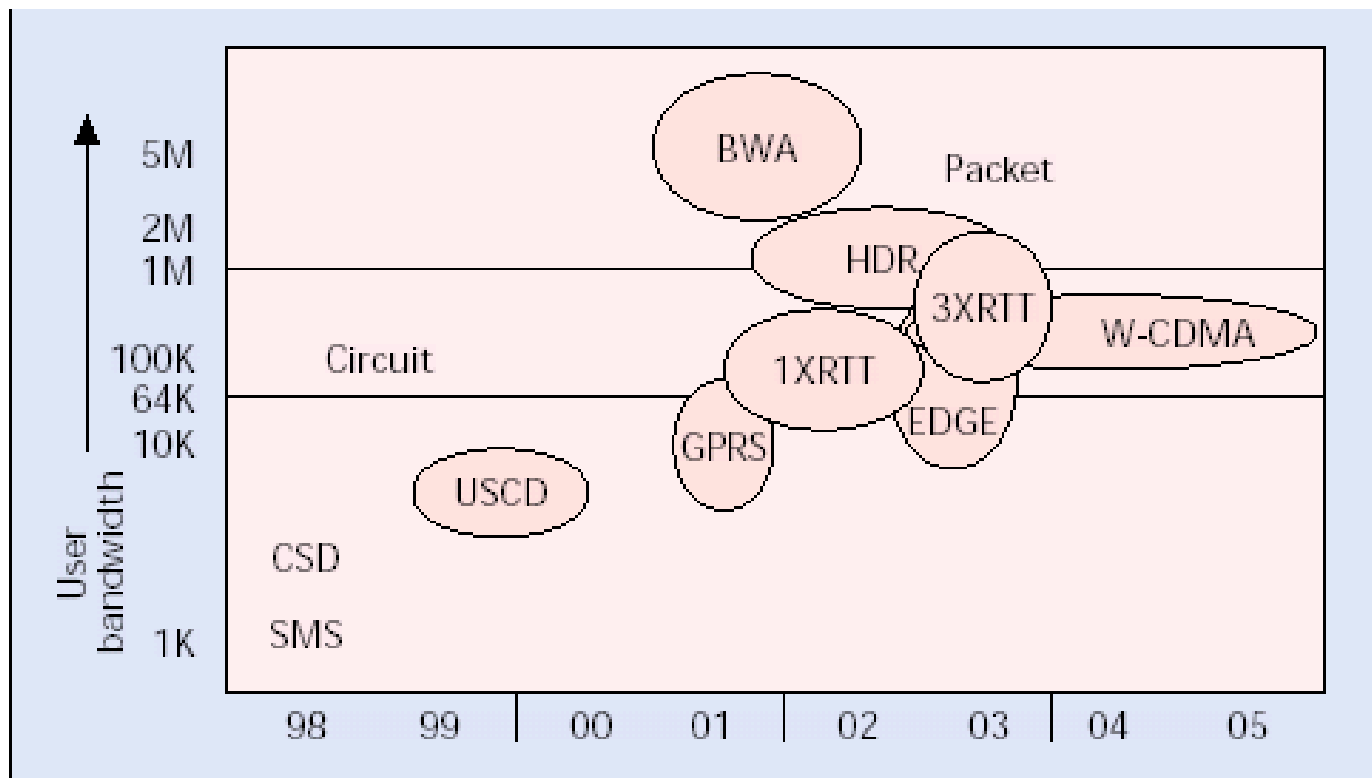 BWA
5M
Packet
2M
HDR
1M
3XRTT
W-CDMA
100K
Circuit
1XRTT
64K
EDGE
10K
GPRS
USCD
User
bandwidth
CSD
SMS
1K
98 99 00 01 02 03 04 05